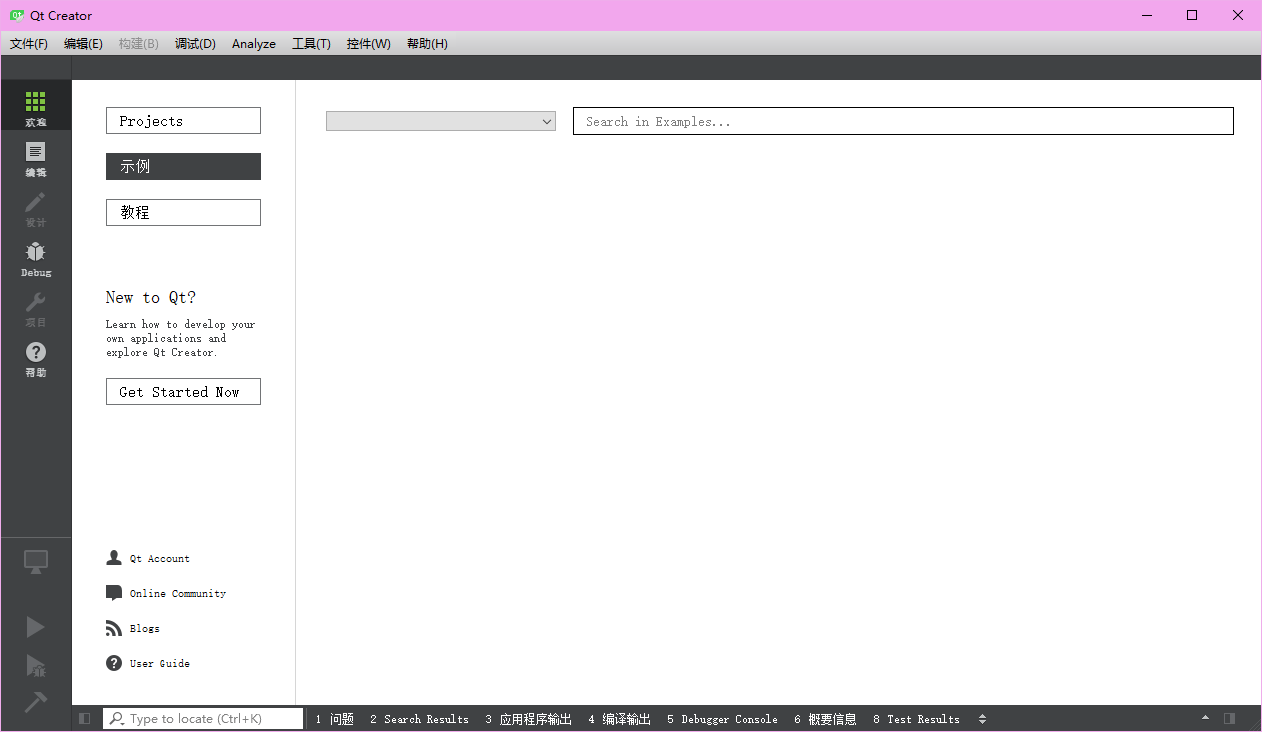 Qt Creator
文件(F) 编辑(E) 构建(B) 调试(D) Analyze 工具(T) 控件(W) 帮助(H)
欢迎
编辑
设计
Debug
项目
帮助
Projects
示例
教程
New to Qt?
Learn how to develop your
own applications and
explore Qt Creator.
Get Started Now
Qt Account
Online Community
Blogs
User Guide
Search in Examples...
Type to locate (Ctrl+K) 1 问题 2 Search Results 3 应用程序输出 4 编译输出 5 Debugger Console 6 概要信息 8 Test Results